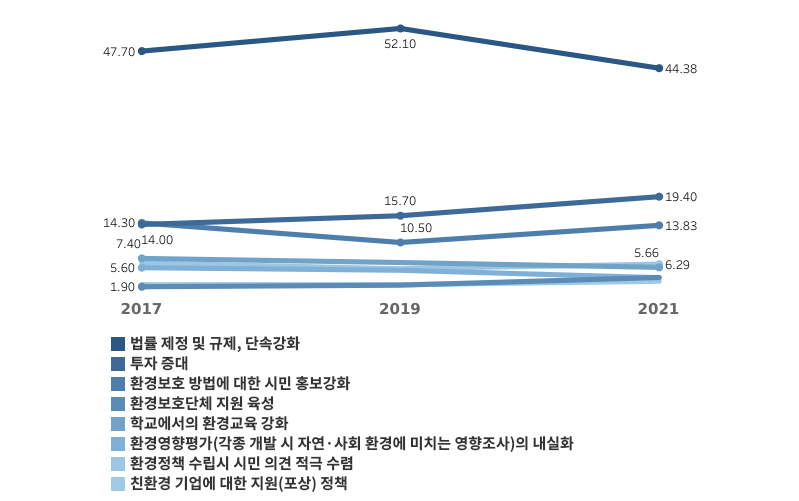 47.70
52.10
44.38
15.70
19.40
14.30
10.50
13.83
7.40
14.00
5.66
5.60
6.29
1.90
2017
2019
2021
법률 제정 및 규제, 단속강화
투자 증대
환경보호 방법에 대한 시민 홍보강화
환경보호단체 지원 육성
학교에서의 환경교육 강화
환경영향평가(각종 개발 시 자연·사회 환경에 미치는 영향조사)의 내실화
환경정책 수립시 시민 의견 적극 수렴
친환경 기업에 대한 지원(포상) 정책